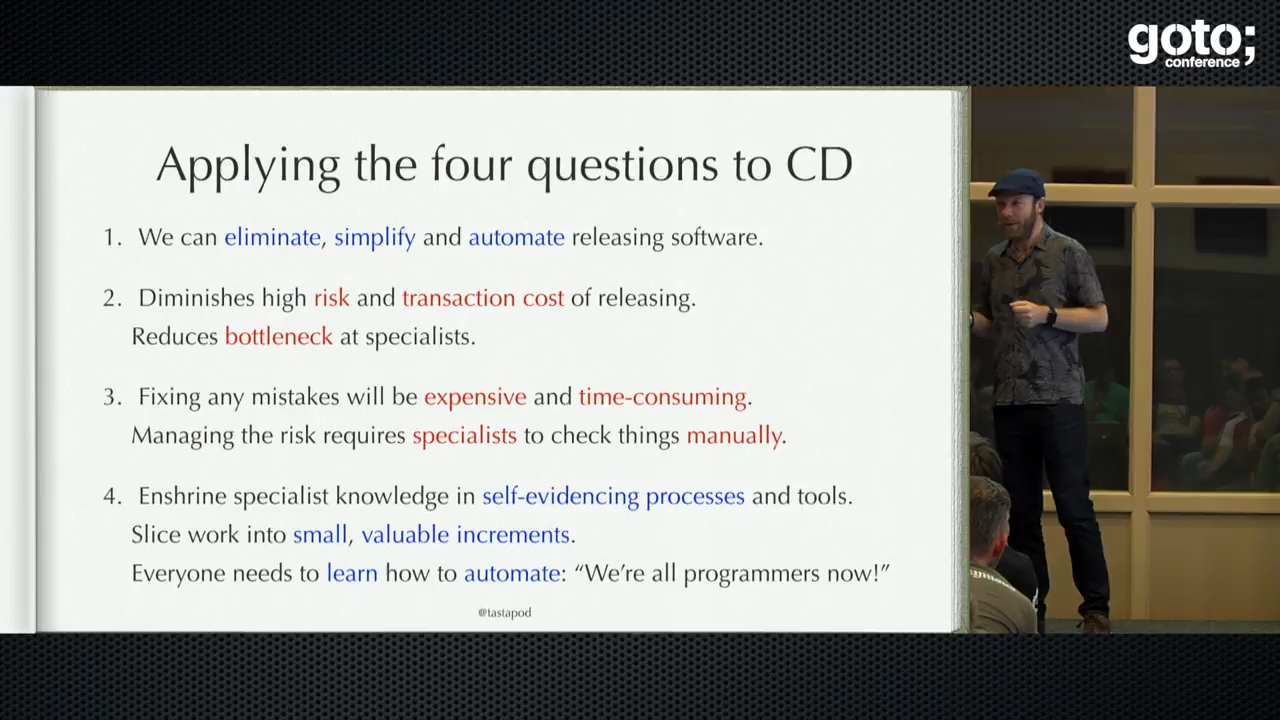 goto;
conference
Applying the four questions to CD
1. We can eliminate, simplify and automate releasing software.
2. Diminishes high risk and transaction cost of releasing.
Reduces bottleneck at specialists.
3. Fixing any mistakes will be expensive and time-consuming.
Managing the risk requires specialists to check things manually.
4. Enshrine specialist knowledge in self-evidencing processes and tools.
Slice work into small, valuable increments.
Everyone needs to learn how to automate: “We’re all programmers now!”
@tastapod